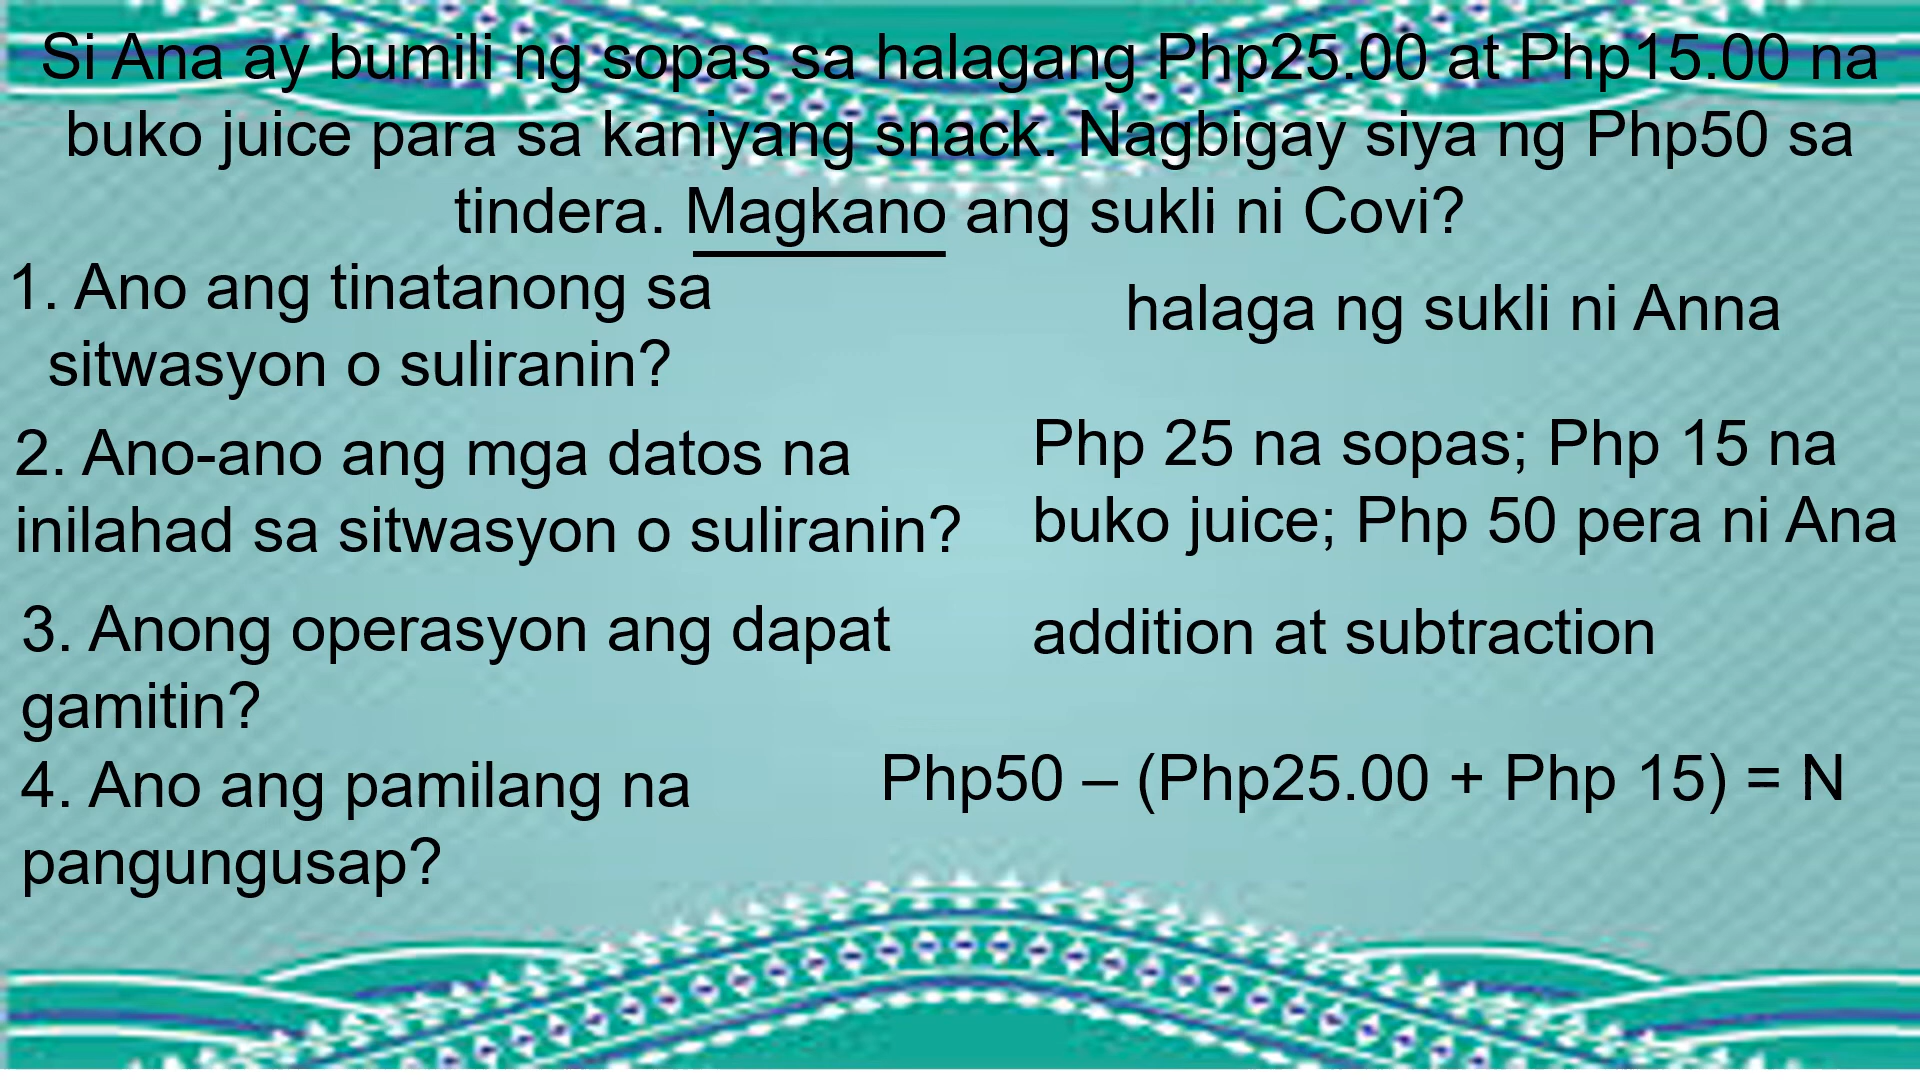 Si Ana ay bumili ng sopas sa halagang Php25.00 at Php15.00 na
buko juice para sa kaniyang snack. Nagbigay siya ng Php50 sa
tindera. Magkano ang sukli ni Covi?
1. Ano ang tinatanong sa
sitwasyon o suliranin?
halaga ng sukli ni Anna
2. Ano-ano ang mga datos na
inilahad sa sitwasyon o suliranin?
Php 25 na sopas; Php 15 na
buko juice; Php 50 pera ni Ana
3. Anong operasyon ang dapat
gamitin?
addition at subtraction
4. Ano ang pamilang na
pangungusap?
Php50 – (Php25.00 + Php 15) = N